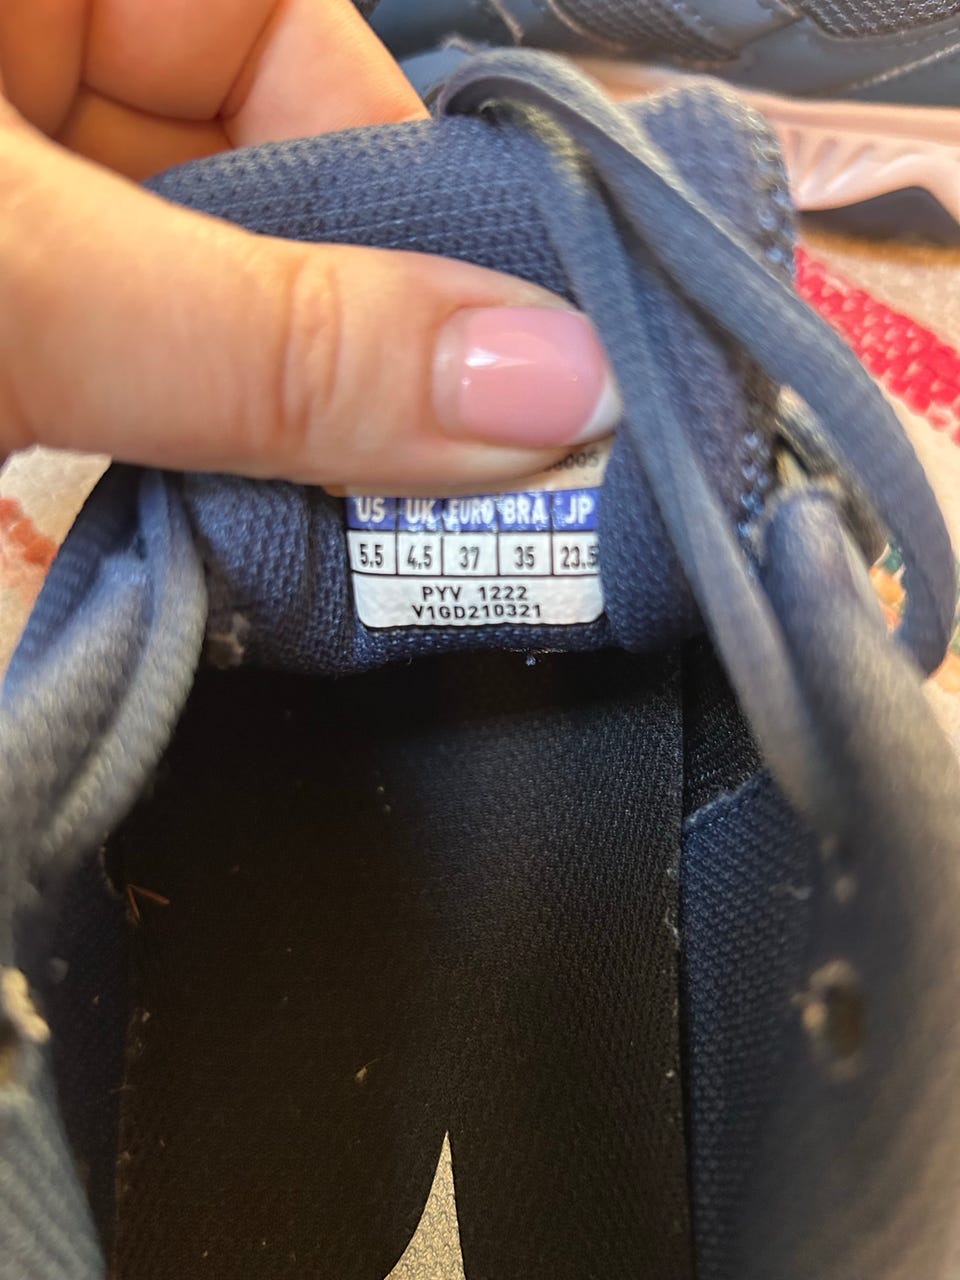 US UK EURO BRA JP
5.5 4.5 37 35 23.5
PYV 1222
V1GD210321